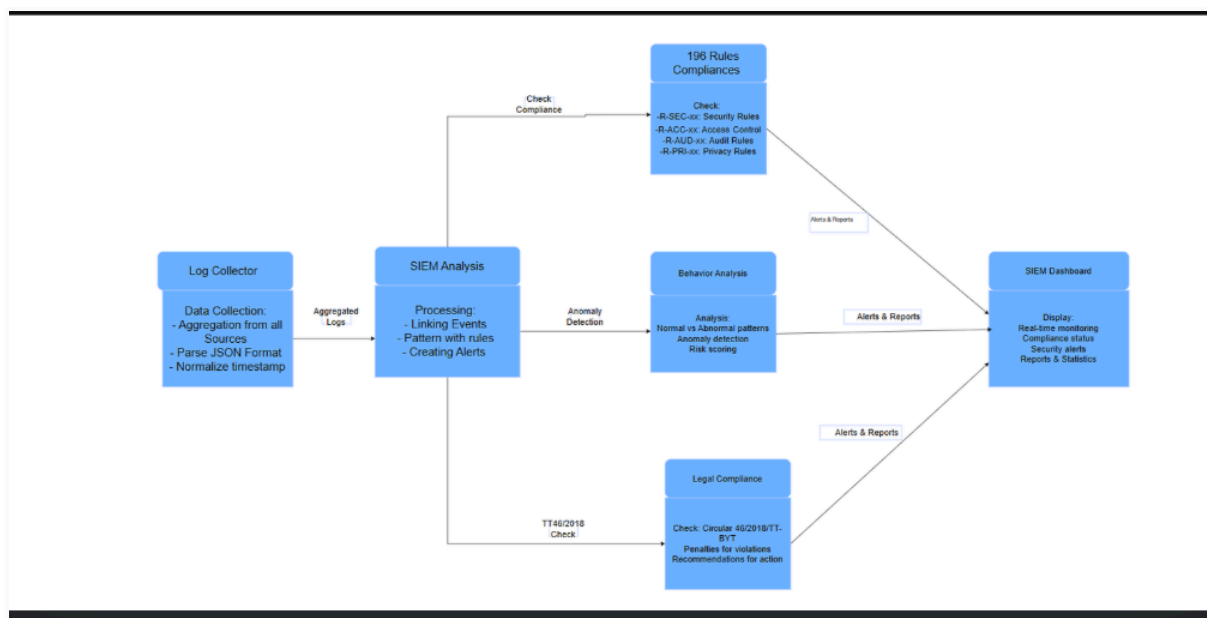 196 Rules
Compliances
Check:
-R-SEC-xx: Security Rules
-R-ACC-xx: Access Control
-R-AUD-xx: Audit Rules
-R-PRI-xx: Privacy Rules
Check
Compliance
Alerts & Reports
Log Collector
Data Collection:
- Aggregation from all
Sources
- Parse JSON Format
- Normalize timestamp
Aggregated
Logs
SIEM Analysis
Processing:
- Linking Events
- Pattern with rules
- Creating Alerts
Anomaly
Detection
Behavior Analysis
Analysis:
Normal vs Abnormal patterns
Anomaly detection
Risk scoring
Alerts & Reports
SIEM Dashboard
Display:
Real-time monitoring
Compliance status
Security alerts
Reports & Statistics
Alerts & Reports
TT46/2018
Check
Legal Compliance
Check: Circular 46/2018/TT-
BYT
Penalties for violations
Recommendations for action